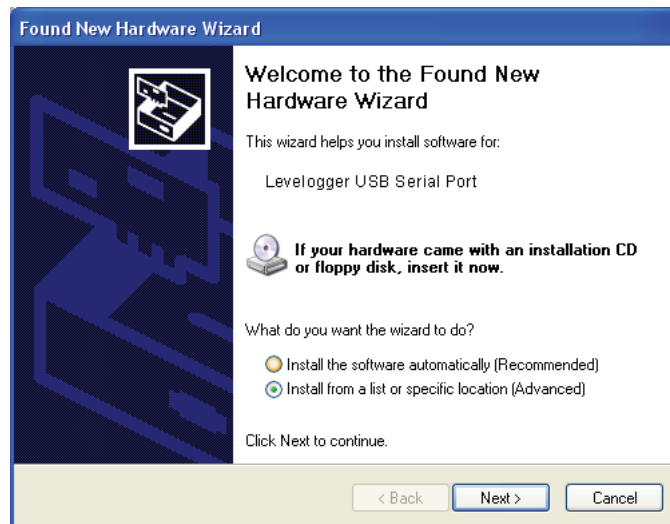 Found New Hardware Wizard
Welcome to the Found New
Hardware Wizard
This wizard helps you install software for:
Levelogger USB Serial Port
If your hardware came with an installation CD
or floppy disk, insert it now.
What do you want the wizard to do?
Install the software automatically (Recommended)
Install from a list or specific location (Advanced)
Click Next to continue.
< Back Next > Cancel